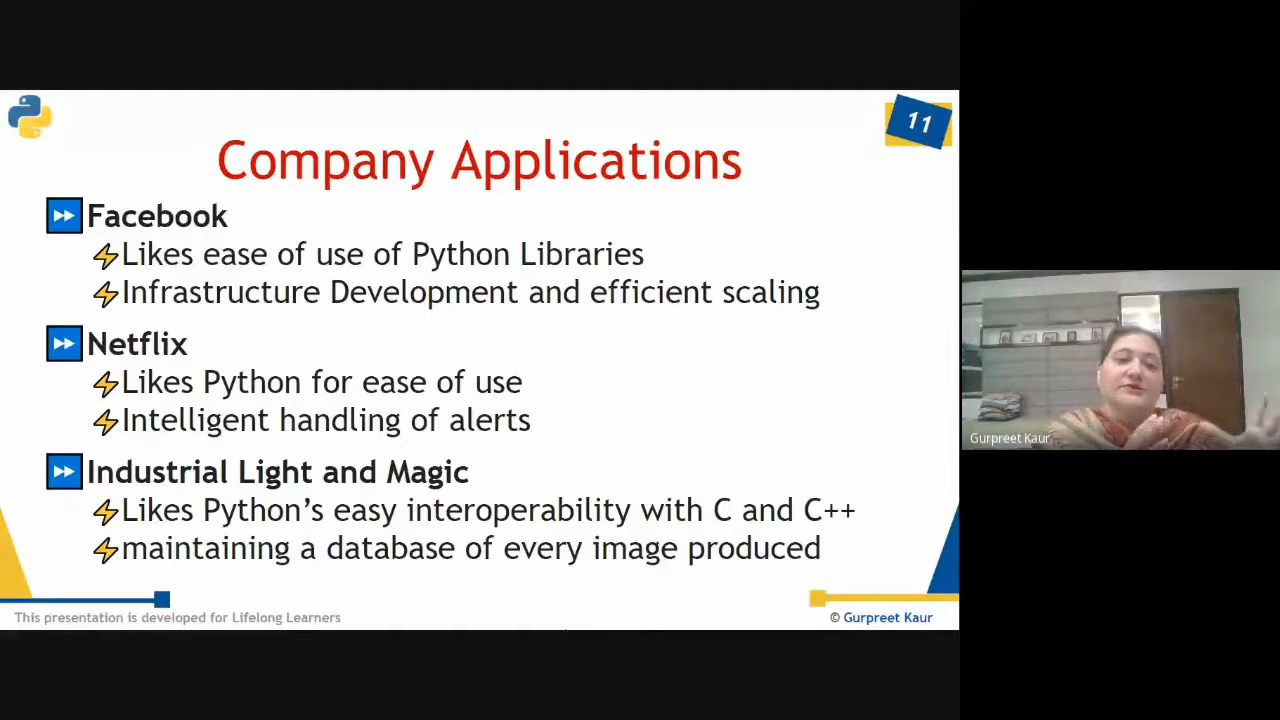 11
Company Applications
Facebook
Likes ease of use of Python Libraries
Infrastructure Development and efficient scaling
Netflix
Likes Python for ease of use
Intelligent handling of alerts
Industrial Light and Magic
Likes Python’s easy interoperability with C and C++
maintaining a database of every image produced
This presentation is developed for Lifelong Learners
© Gurpreet Kaur
Gurpreet Kaur